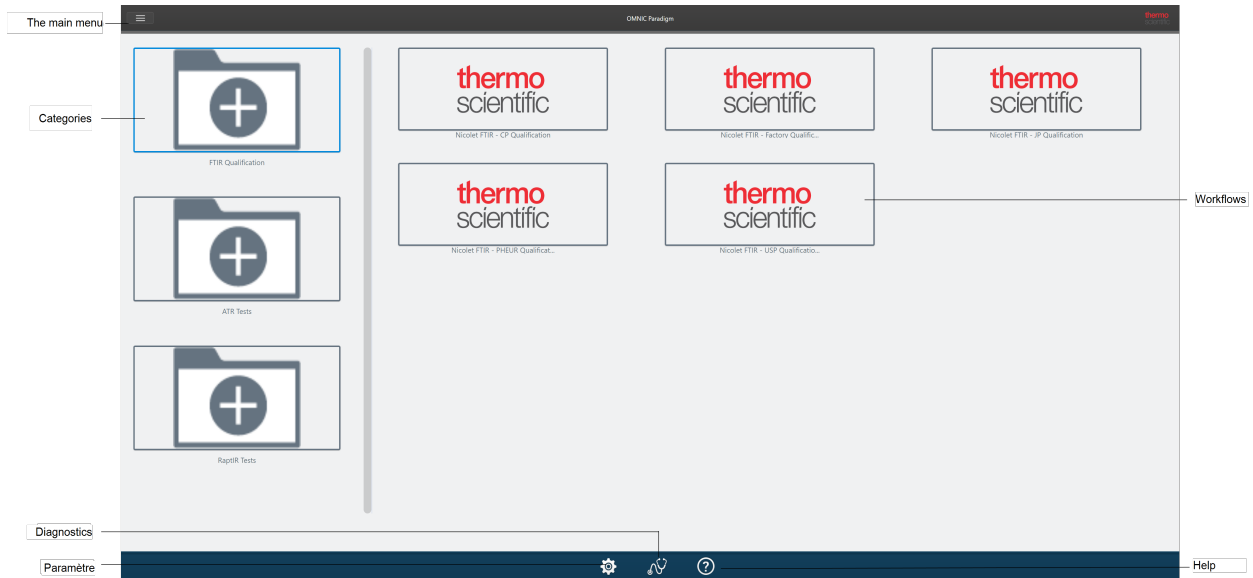 The main menu
OMNIC Paradigm
thermo
scientific
Categories
FTIR Qualification
ATR Tests
RaptIR Tests
thermo
scientific
Nicolet FTIR - CP Qualification
thermo
scientific
Nicolet FTIR - Factory Qualific...
thermo
scientific
Nicolet FTIR - JP Qualification
thermo
scientific
Nicolet FTIR - PHEUR Qualificat...
thermo
scientific
Nicolet FTIR - USP Qualificatio...
Workflows
Diagnostics
Paramètre
Help